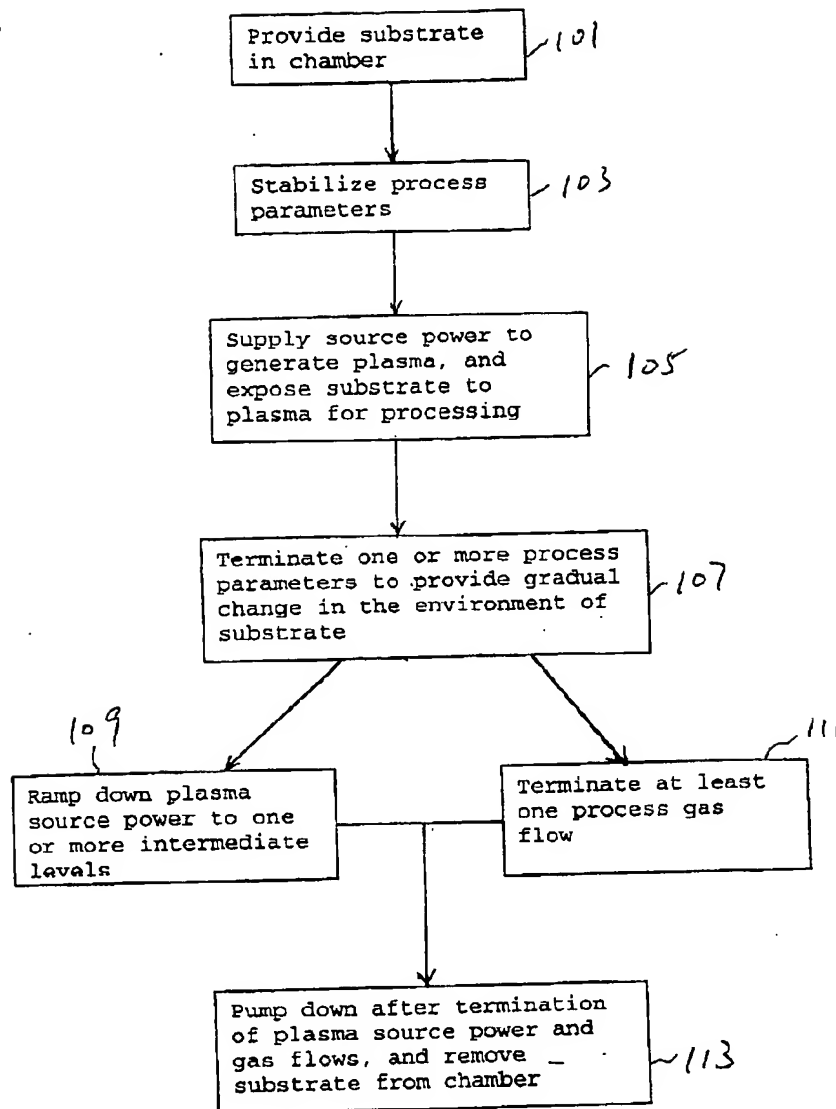 Provide substrate
in chamber
101
Stabilize process
parameters
103
Supply source power to
generate plasma, and
expose substrate to
plasma for processing
105
Terminate one or more process
parameters to provide gradual
change in the environment of
substrate
107
109
Ramp down plasma
source power to one
or more intermediate
levels
Terminate at least
one process gas
flow
Pump down after termination
of plasma source power and
gas flows, and remove
substrate from chamber
113